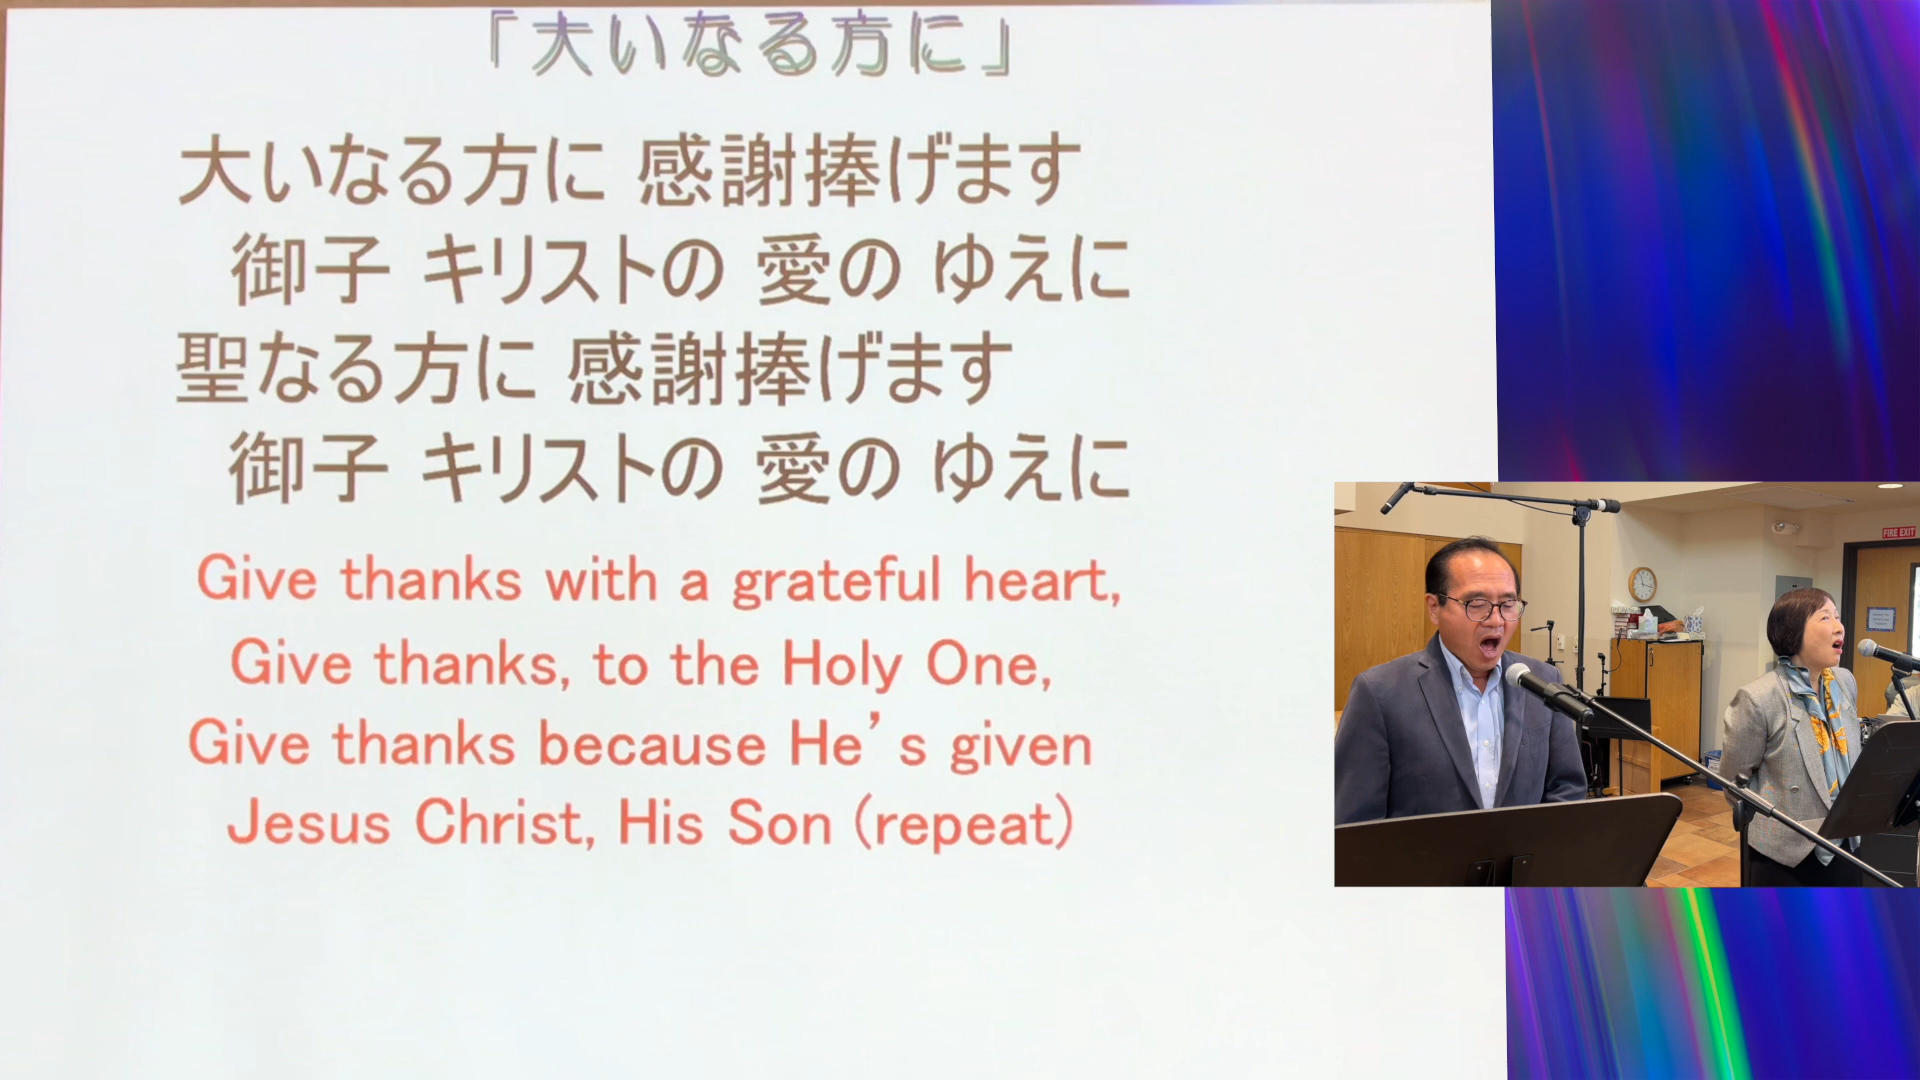 「大いなる方に」
大いなる方に 感謝捧げます
御子 キリストの 愛の ゆえに
聖なる方に 感謝捧げます
御子 キリストの 愛の ゆえに
Give thanks with a grateful heart,
Give thanks, to the Holy One,
Give thanks because He’s given
Jesus Christ, His Son (repeat)
FIRE EXIT